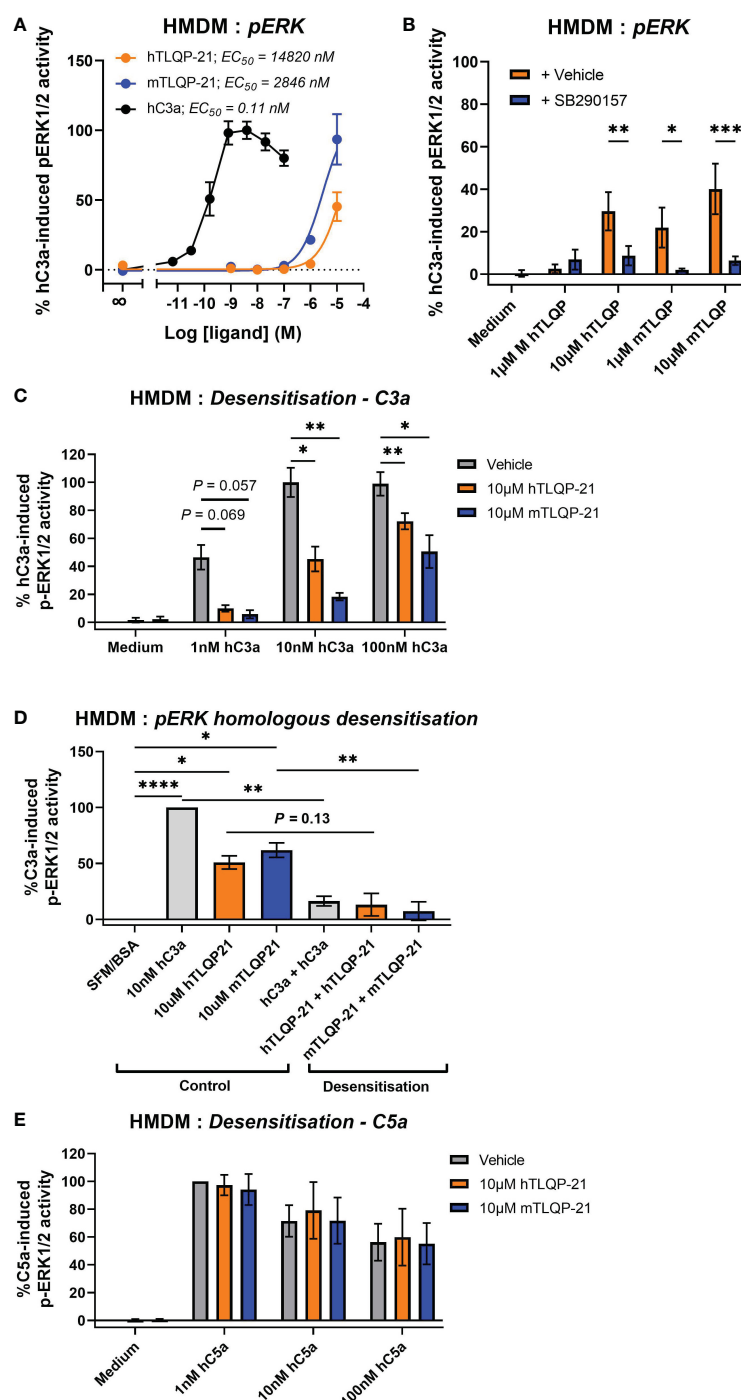 A
HMDM : pERK
hTLQP-21; EC50 = 14820 nM
mTLQP-21; EC50 = 2846 nM
hC3a; EC50 = 0.11 nM
% hC3a-induced pERK1/2 activity
150
100
50
0
∞
-11 -10 -9 -8 -7 -6 -5 -4
Log [ligand] (M)
B
HMDM : pERK
+ Vehicle
+ SB290157
% hC3a-induced pERK1/2 activity
100
80
60
40
20
0
** * ***
Medium
1µM M hTLQP
10µM hTLQP
1µM mTLQP
10µM mTLQP
C
HMDM : Desensitisation - C3a
Vehicle
10µM hTLQP-21
10µM mTLQP-21
% hC3a-induced
p-ERK1/2 activity
120
100
80
60
40
20
0
P = 0.057
P = 0.069
**
*
*
**
Medium 1nM hC3a 10nM hC3a 100nM hC3a
D
HMDM : pERK homologous desensitisation
%C3a-induced
p-ERK1/2 activity
150
100
50
0
*
*
****
**
**
P = 0.13
SFM/BSA
10nM hC3a
10uM hTLQP21
10uM mTLQP21
hC3a + hC3a
hTLQP-21 + hTLQP-21
mTLQP-21 + mTLQP-21
Control
Desensitisation
E
HMDM : Desensitisation - C5a
Vehicle
10µM hTLQP-21
10µM mTLQP-21
%C5a-induced
p-ERK1/2 activity
120
100
80
60
40
20
0
Medium
1nM hC5a
10nM hC5a
100nM hC5a